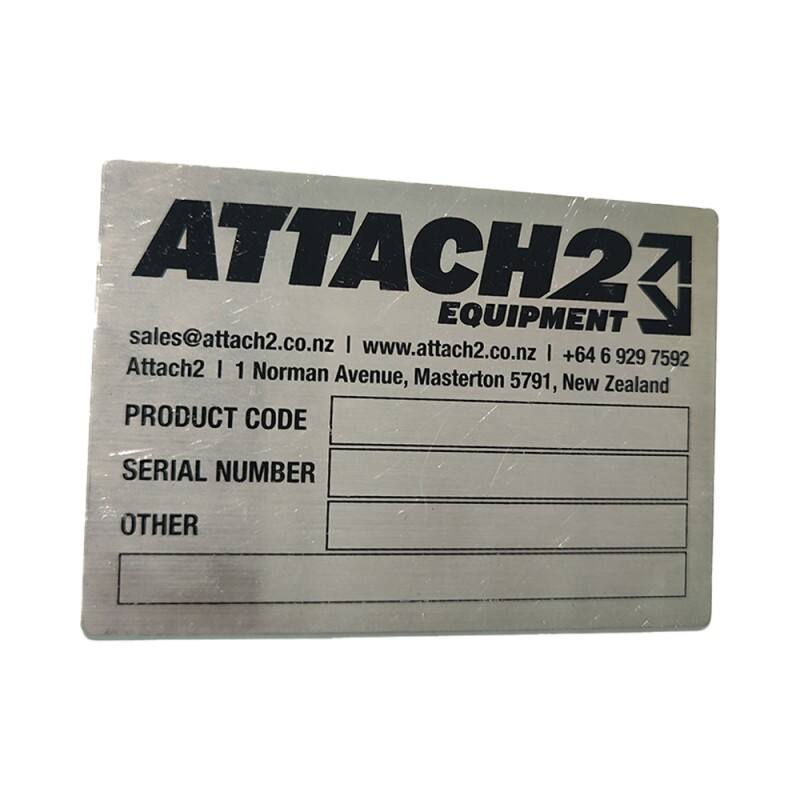 ATTACH2
EQUIPMENT
sales@attach2.co.nz | www.attach2.co.nz | +64 6 929 7592
Attach2 | 1 Norman Avenue, Masterton 5791, New Zealand
PRODUCT CODE
SERIAL NUMBER
OTHER